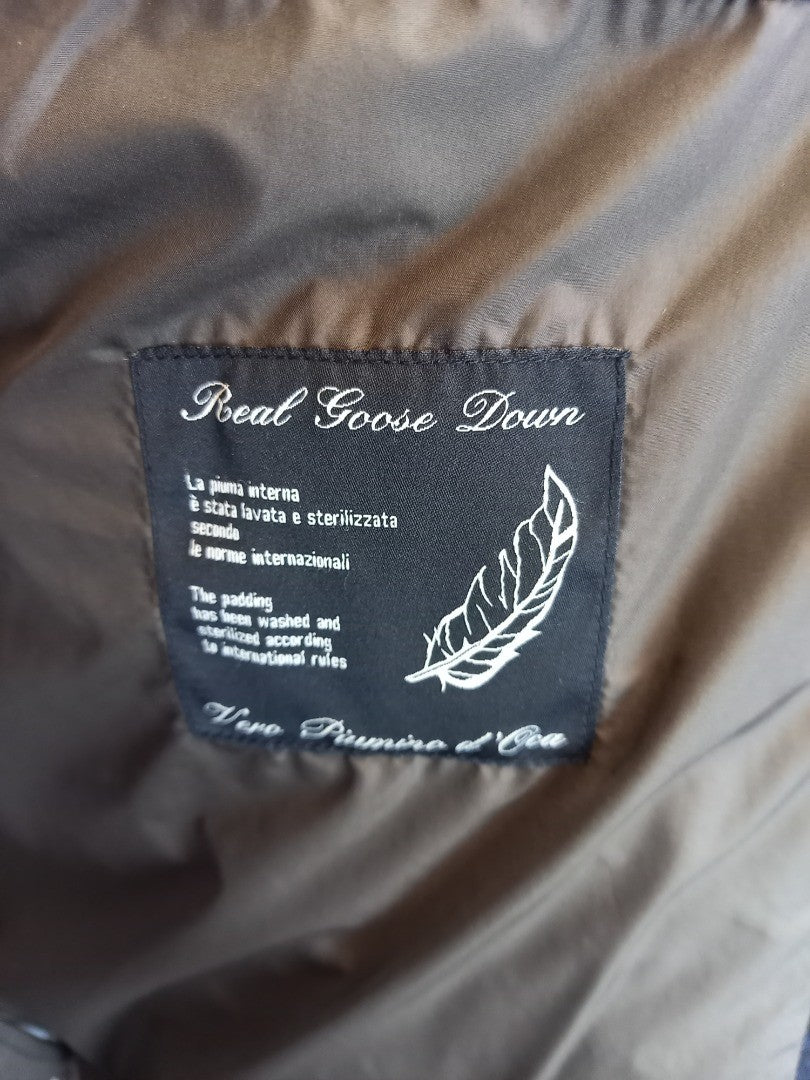 Real Goose Down
La piuma interna
è stata lavata e sterilizzata
secondo
le norme internazionali
The padding
has been washed and
sterilized according
to international rules
Vero Piumino d'Oca